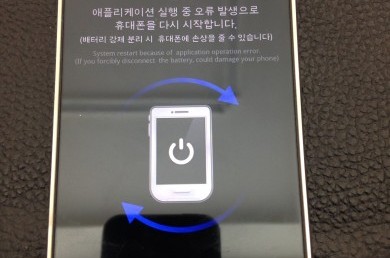 애플리케이션 실행 중 오류 발생으로
휴대폰을 다시 시작합니다.
(배터리 강제 분리 시 휴대폰에 손상을 줄 수 있습니다)
System restart because of application operation error.
(If you forcibly disconnect the battery, could damage your phone)